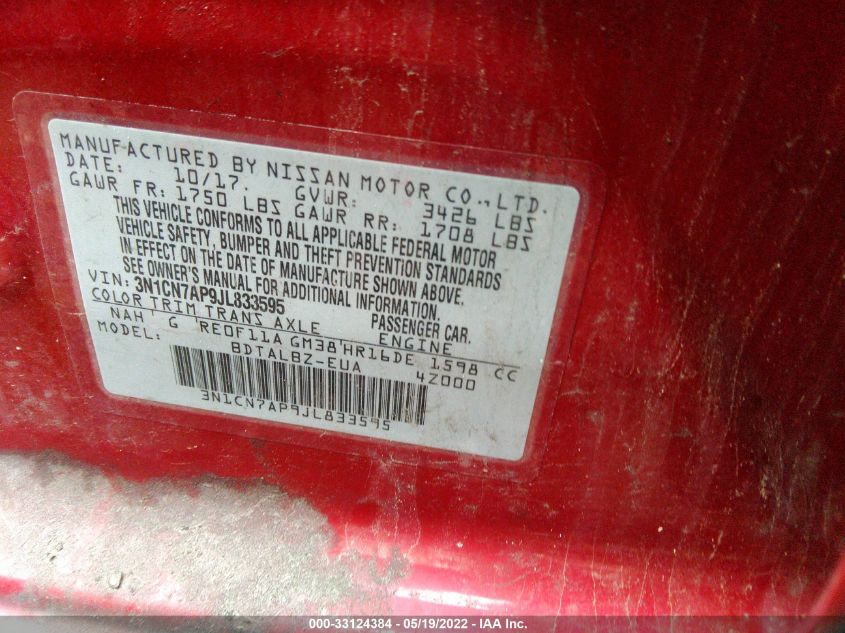 MANUFACTURED BY NISSAN MOTOR CO., LTD.
DATE: 10/17. GVWR: 3426 LBS
GAWR FR: 1750 LBS GAWR RR: 1708 LBS
THIS VEHICLE CONFORMS TO ALL APPLICABLE FEDERAL MOTOR
VEHICLE SAFETY, BUMPER AND THEFT PREVENTION STANDARDS
IN EFFECT ON THE DATE OF MANUFACTURE SHOWN ABOVE.
SEE OWNER'S MANUAL FOR ADDITIONAL INFORMATION.
VIN: 3N1CN7AP9JL833595 PASSENGER CAR.
COLOR TRIM TRANS AXLE ENGINE
NAH G RE0F11A GM38 HR16DE 1598 CC
MODEL: BDTALBZ-EUA 4Z000
3N1CN7AP9JL833595
000-33124384 - 05/19/2022 - IAA Inc.